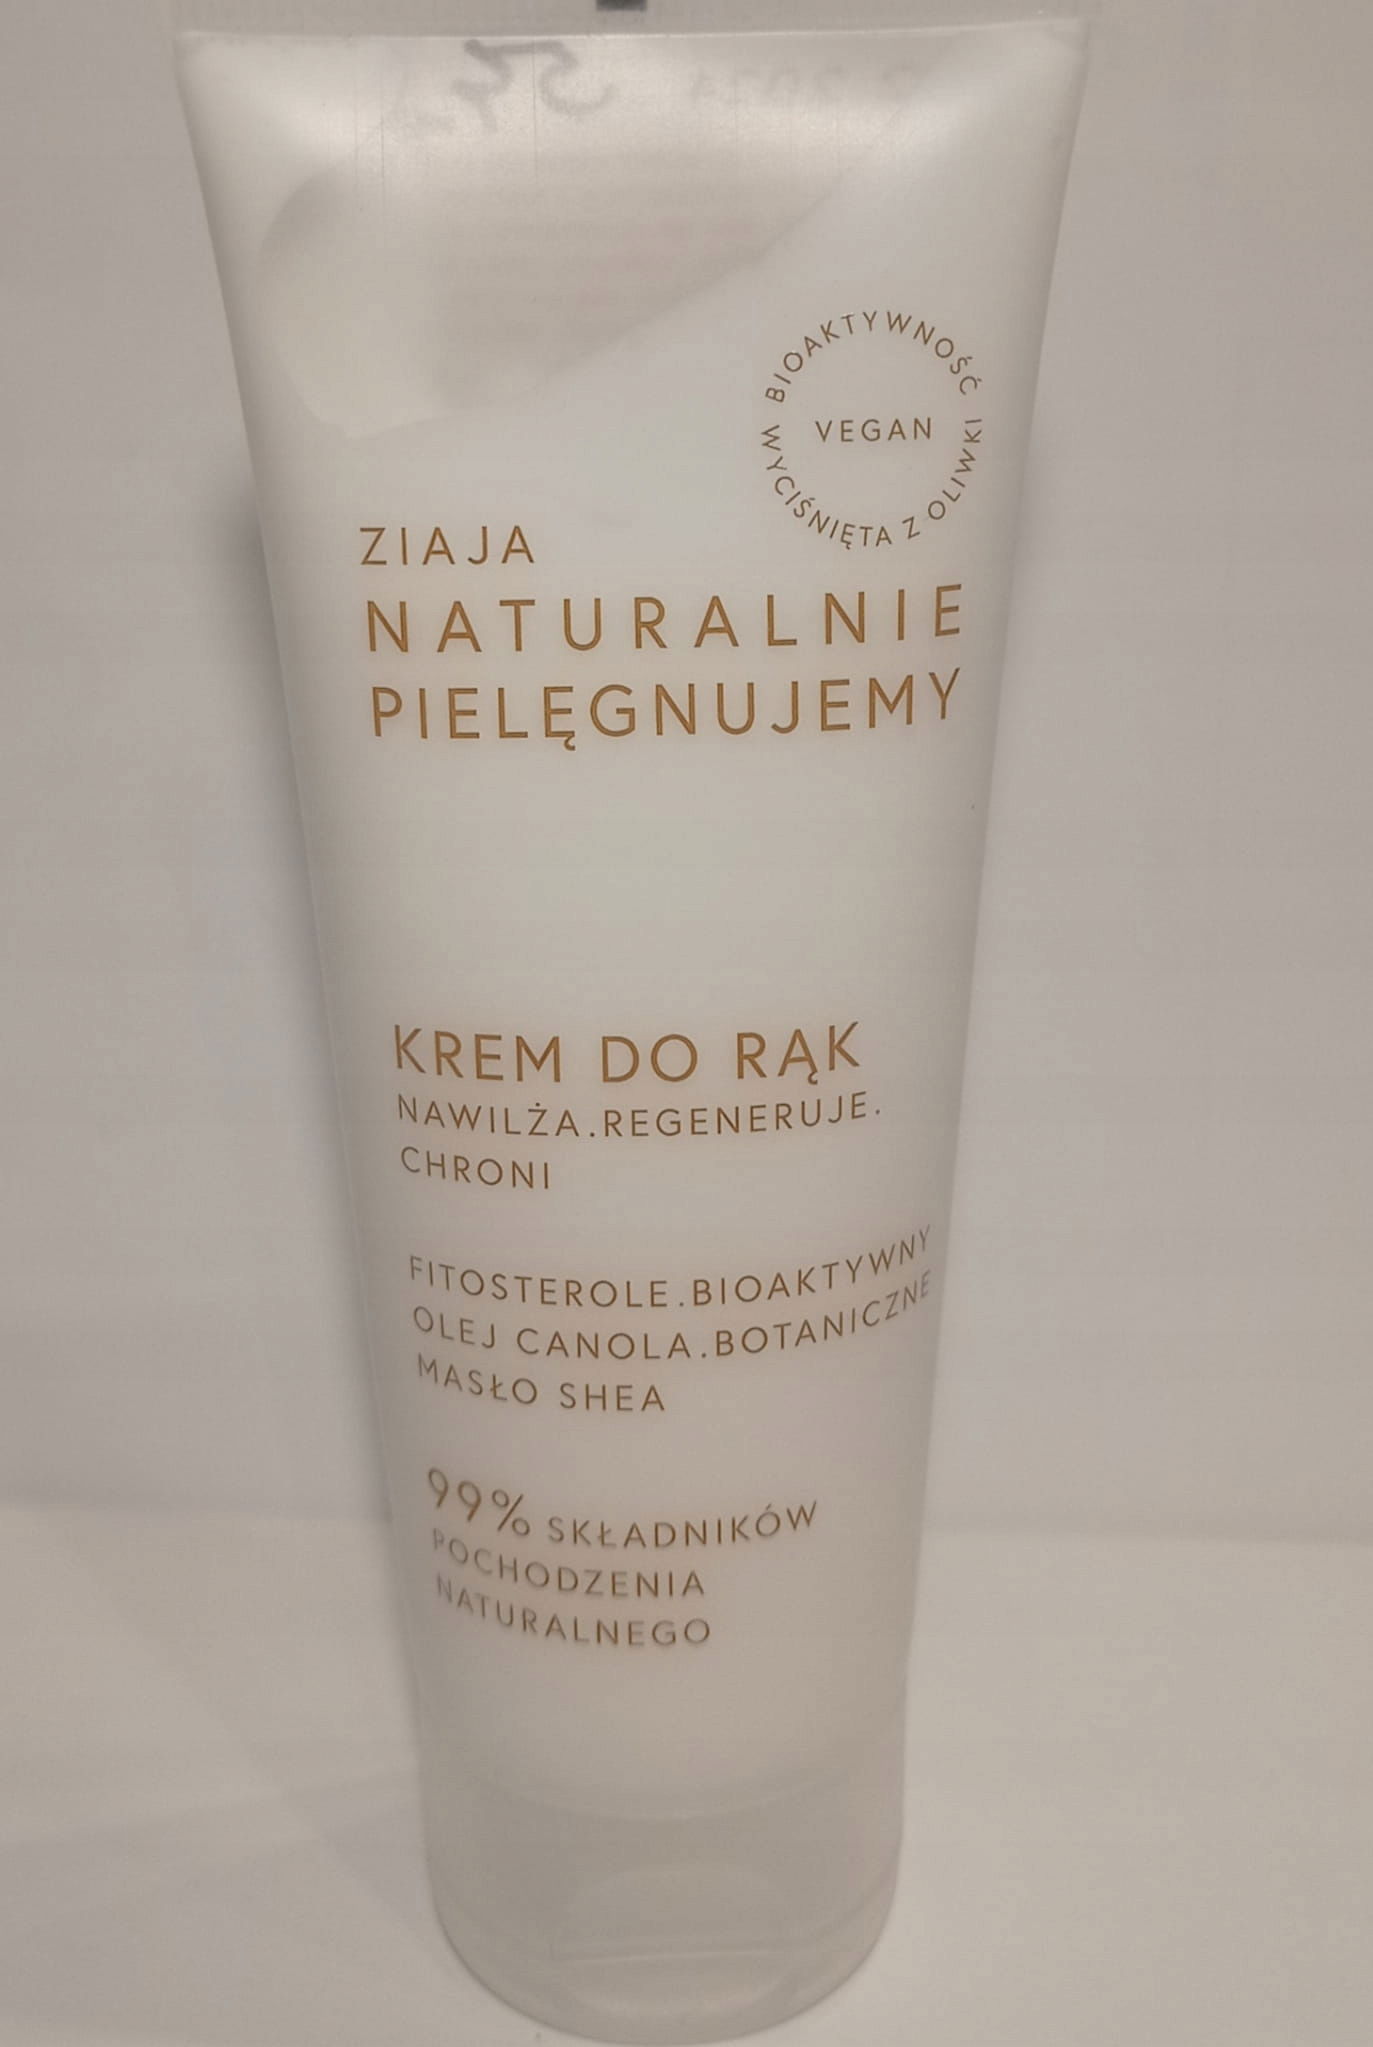 BIOAKTYWNOŚĆ
VEGAN
WYCIŚNIĘTA Z OLIWKI
ZIAJA
NATURALNIE
PIELĘGNUJEMY
KREM DO RĄK
NAWILŻA.REGENERUJE.
CHRONI
FITOSTEROLE.BIOAKTYWNY
OLEJ CANOLA.BOTANICZNE
MASŁO SHEA
99% SKŁADNIKÓW
POCHODZENIA
NATURALNEGO